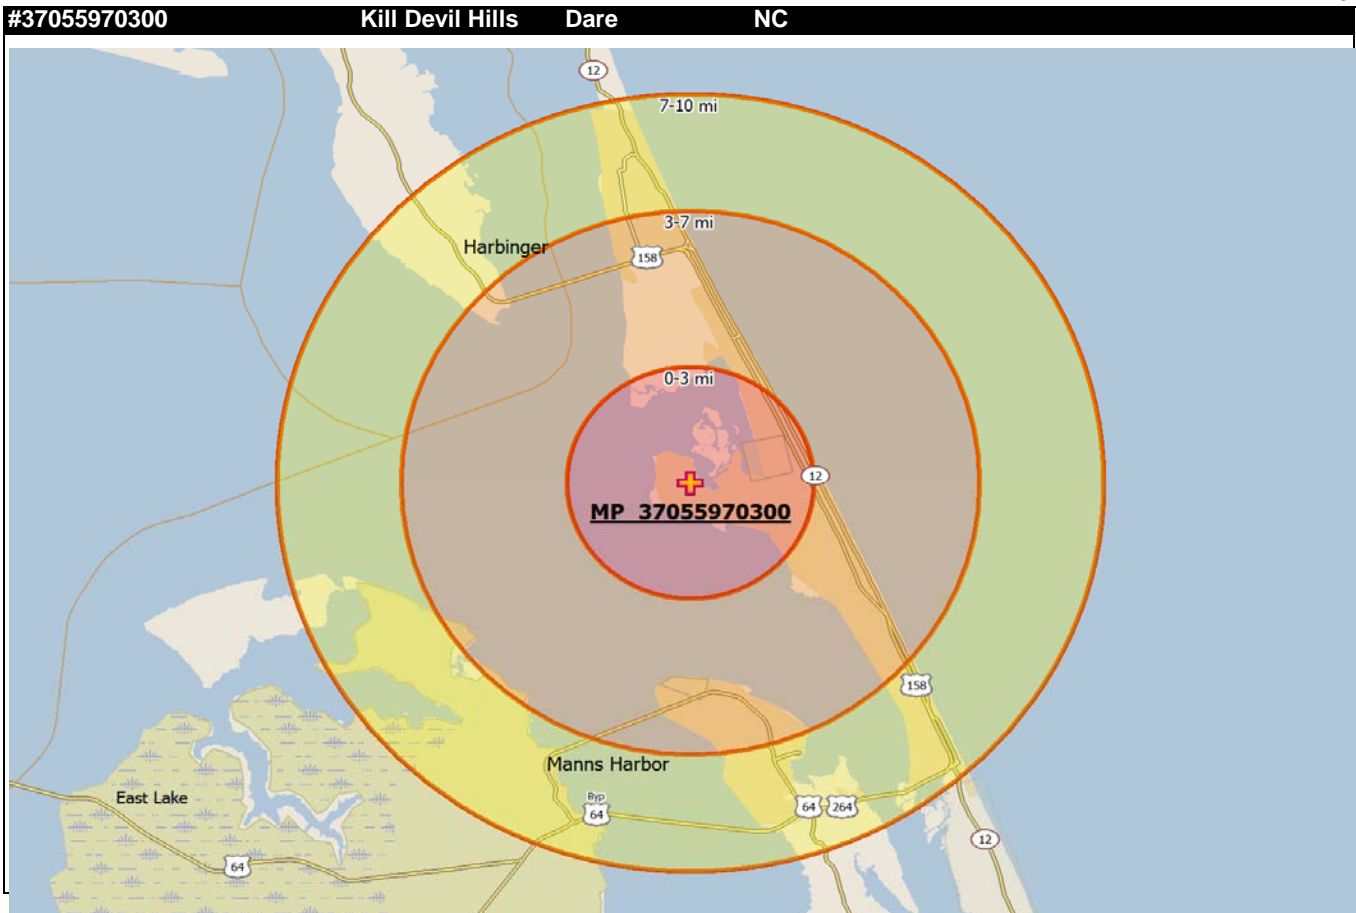 #37055970300 Kill Devil Hills Dare NC
12
7-10 mi
3-7 mi
Harbinger
158
0-3 mi
12
MP 37055970300
158
Manns Harbor
East Lake
Byp
64
64 264
12
64